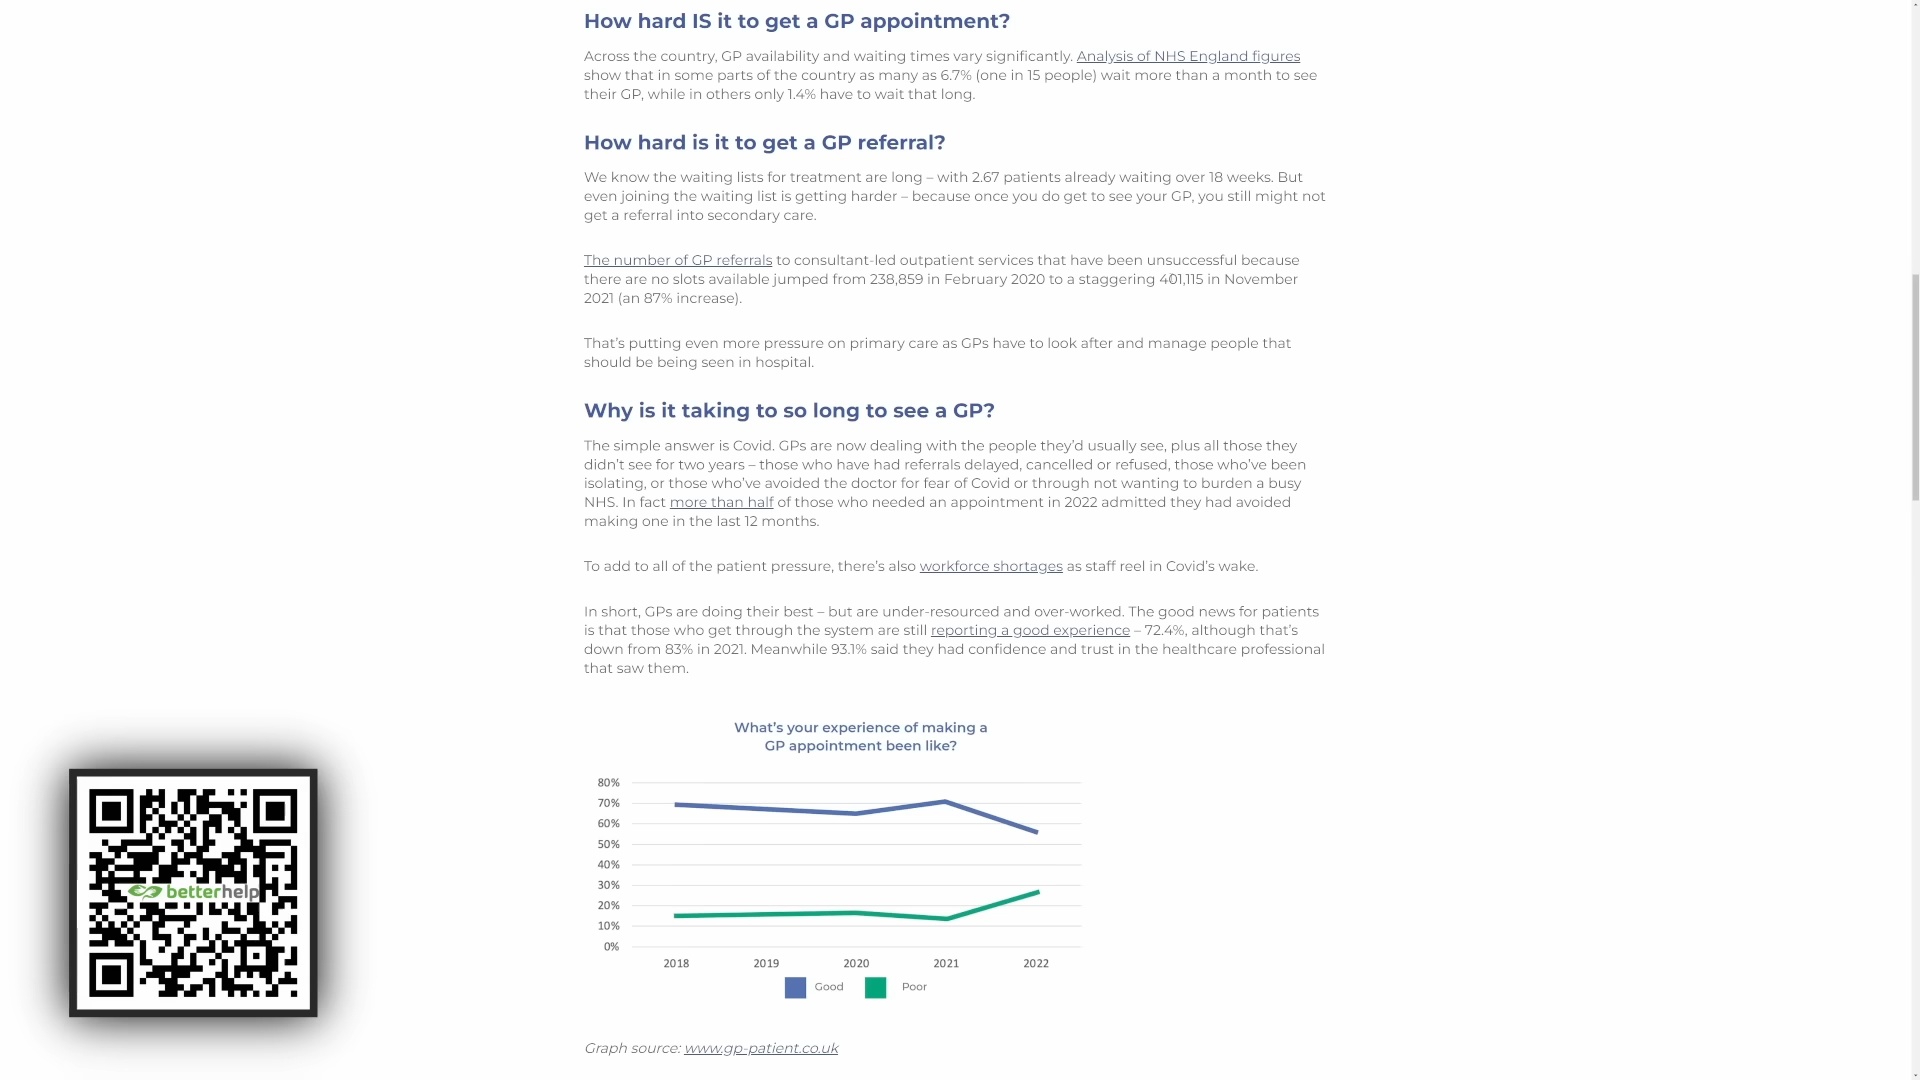 How hard IS it to get a GP appointment?
Across the country, GP availability and waiting times vary significantly. Analysis of NHS England figures
show that in some parts of the country as many as 6.7% (one in 15 people) wait more than a month to see
their GP, while in others only 1.4% have to wait that long.
How hard is it to get a GP referral?
We know the waiting lists for treatment are long – with 2.67 patients already waiting over 18 weeks. But
even joining the waiting list is getting harder – because once you do get to see your GP, you still might not
get a referral into secondary care.
The number of GP referrals to consultant-led outpatient services that have been unsuccessful because
there are no slots available jumped from 238,859 in February 2020 to a staggering 401,115 in November
2021 (an 87% increase).
That's putting even more pressure on primary care as GPs have to look after and manage people that
should be being seen in hospital.
Why is it taking to so long to see a GP?
The simple answer is Covid. GPs are now dealing with the people they'd usually see, plus all those they
didn't see for two years – those who have had referrals delayed, cancelled or refused, those who've been
isolating, or those who've avoided the doctor for fear of Covid or through not wanting to burden a busy
NHS. In fact more than half of those who needed an appointment in 2022 admitted they had avoided
making one in the last 12 months.
To add to all of the patient pressure, there's also workforce shortages as staff reel in Covid's wake.
In short, GPs are doing their best – but are under-resourced and over-worked. The good news for patients
is that those who get through the system are still reporting a good experience – 72.4%, although that's
down from 83% in 2021. Meanwhile 93.1% said they had confidence and trust in the healthcare professional
that saw them.
What's your experience of making a
GP appointment been like?
80%
70%
60%
50%
40%
30%
20%
10%
0%
2018 2019 2020 2021 2022
Good Poor
betterhelp
Graph source: www.gp-patient.co.uk